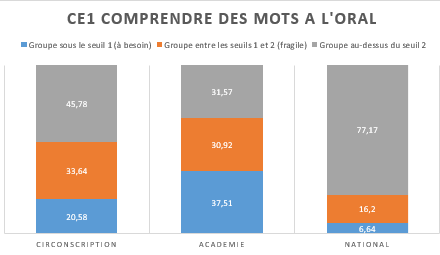 CE1 COMPRENDRE DES MOTS A L'ORAL
Groupe sous le seuil 1 (à besoin) Groupe entre les seuils 1 et 2 (fragile) Groupe au-dessus du seuil 2
45,78 31,57 77,17
33,64 30,92 16,2
20,58 37,51 6,64
CIRCONSCRIPTION ACADEMIE NATIONAL